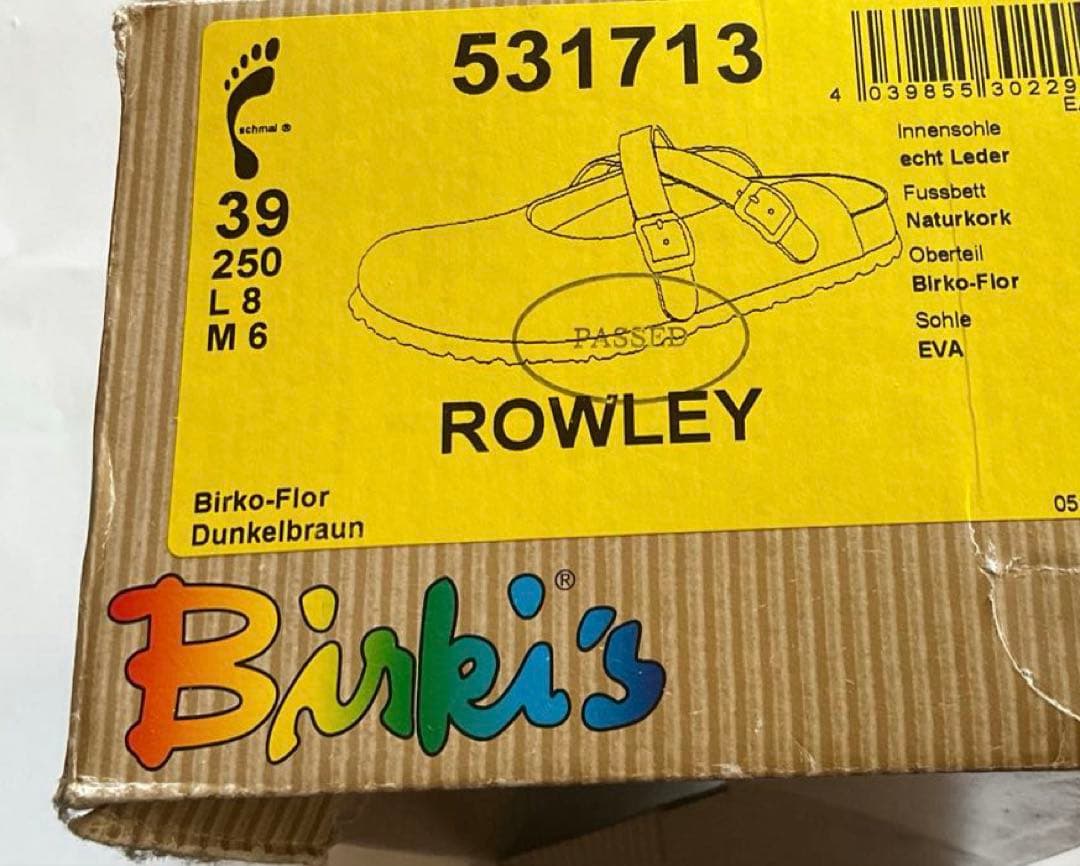 531713
4 039855 30229
E
schmal ®
39
250
L 8
M 6
Innensohle
echt Leder
Fussbett
Naturkork
Oberteil
Birko-Flor
Sohle
EVA
PASSED
ROWLEY
Birko-Flor
Dunkelbraun
05
Birki's®